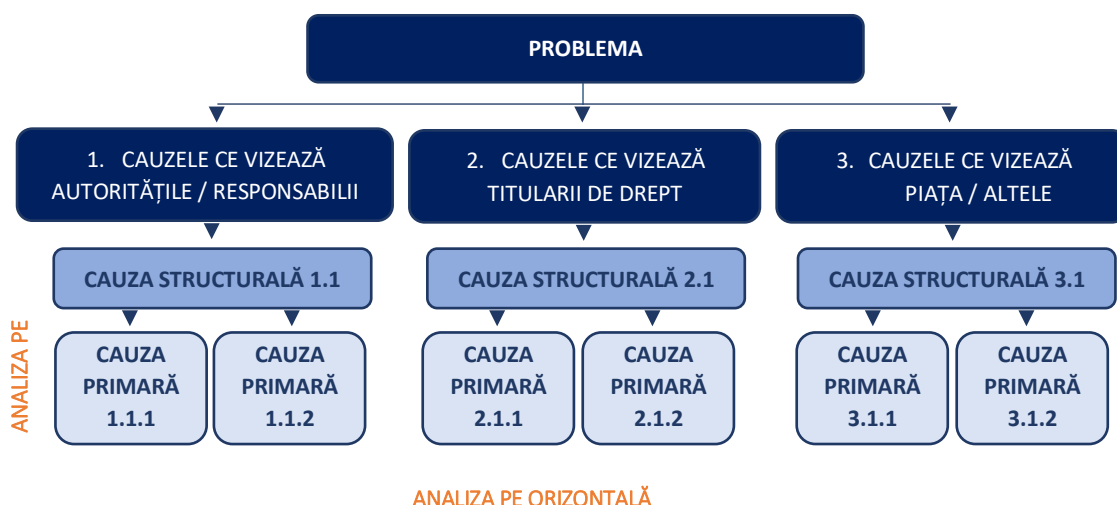 PROBLEMA
1. CAUZELE CE VIZEAZĂ
AUTORITĂȚILE / RESPONSABILII
2. CAUZELE CE VIZEAZĂ
TITULARII DE DREPT
3. CAUZELE CE VIZEAZĂ
PIAȚA / ALTELE
CAUZA STRUCTURALĂ 1.1
CAUZA STRUCTURALĂ 2.1
CAUZA STRUCTURALĂ 3.1
ANALIZA PE
CAUZA
PRIMARĂ
1.1.1
CAUZA
PRIMARĂ
1.1.2
CAUZA
PRIMARĂ
2.1.1
CAUZA
PRIMARĂ
2.1.2
CAUZA
PRIMARĂ
3.1.1
CAUZA
PRIMARĂ
3.1.2
ANALIZA PE ORIZONTALĂ